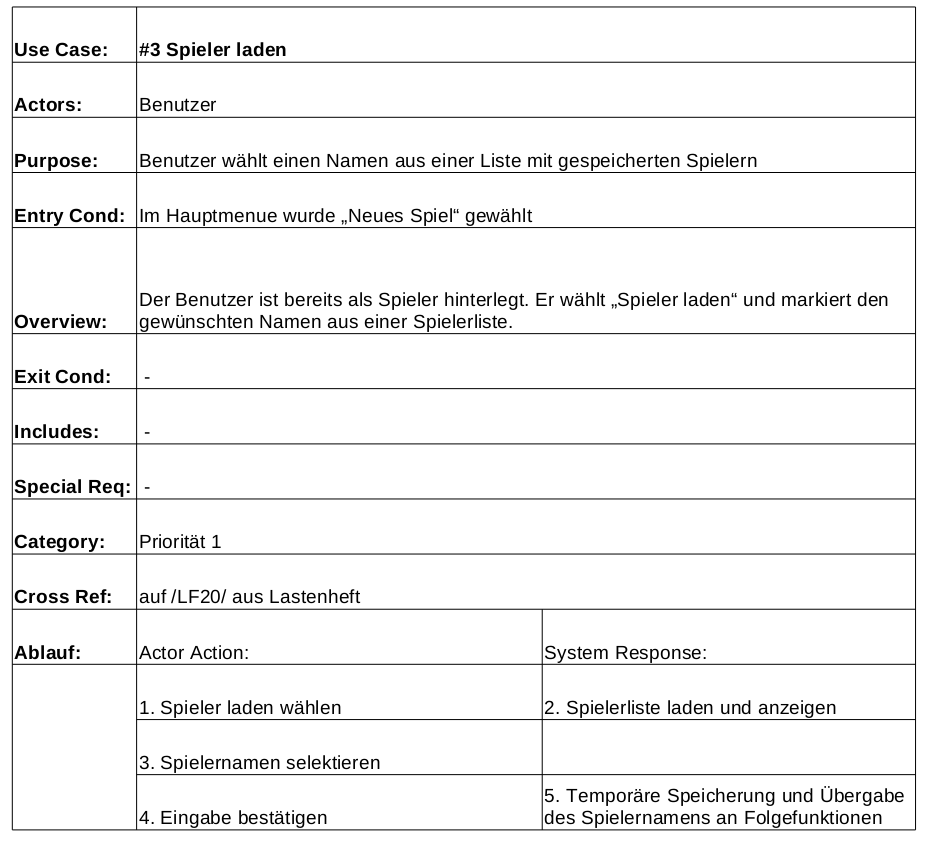 Use Case: #3 Spieler laden
Actors: Benutzer
Purpose: Benutzer wählt einen Namen aus einer Liste mit gespeicherten Spielern
Entry Cond: Im Hauptmenue wurde „Neues Spiel“ gewählt
Der Benutzer ist bereits als Spieler hinterlegt. Er wählt „Spieler laden“ und markiert den
Overview: gewünschten Namen aus einer Spielerliste.
Exit Cond: -
Includes: -
Special Req: -
Category: Priorität 1
Cross Ref: auf /LF20/ aus Lastenheft
Ablauf: Actor Action: System Response:
1. Spieler laden wählen 2. Spielerliste laden und anzeigen
3. Spielernamen selektieren
4. Eingabe bestätigen 5. Temporäre Speicherung und Übergabe
des Spielernamens an Folgefunktionen